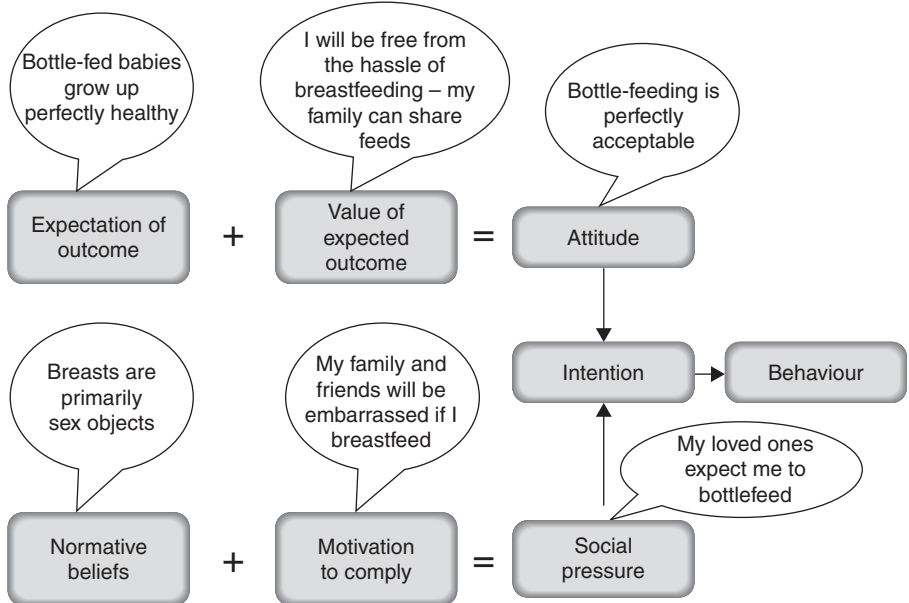 Bottle-fed babies
grow up
perfectly healthy
I will be free from
the hassle of
breastfeeding – my
family can share
feeds
Bottle-feeding is
perfectly
acceptable
Expectation of
outcome
+
Value of
expected
outcome
=
Attitude
Breasts are
primarily
sex objects
My family and
friends will be
embarrassed if I
breastfeed
Intention
Behaviour
My loved ones
expect me to
bottlefeed
Normative
beliefs
+
Motivation
to comply
=
Social
pressure